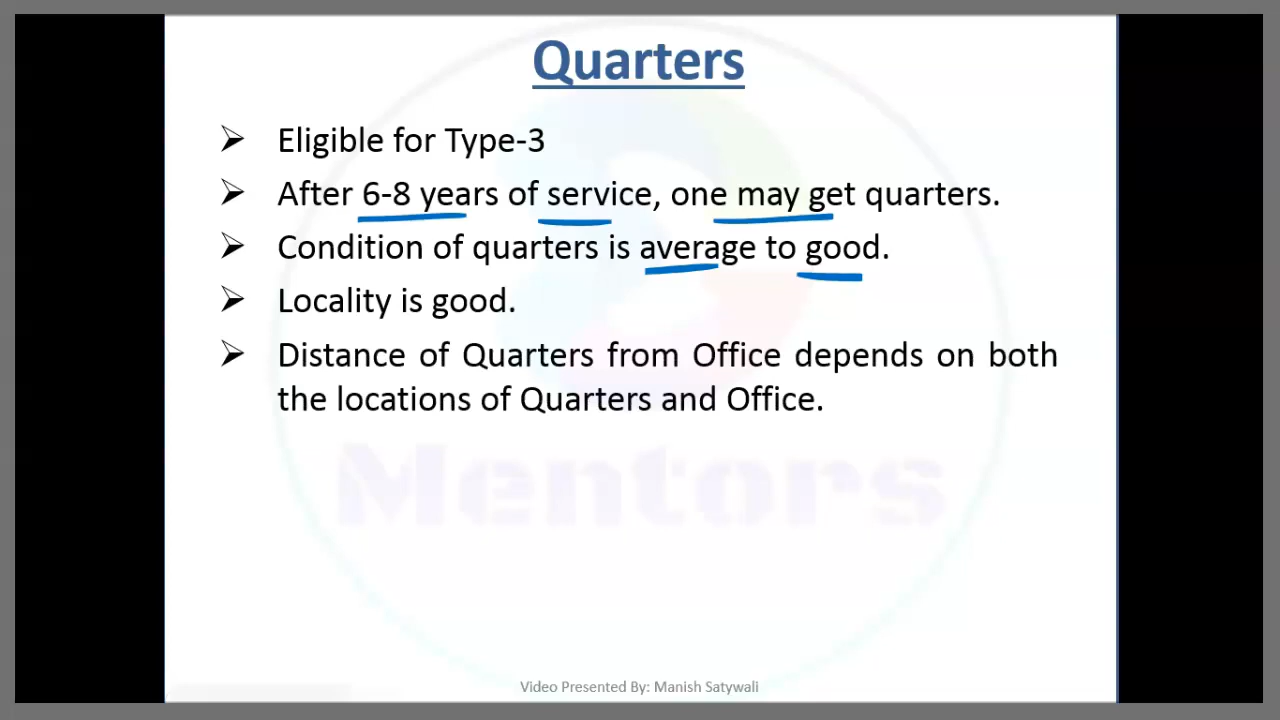 Quarters
➢ Eligible for Type-3
➢ After 6-8 years of service, one may get quarters.
➢ Condition of quarters is average to good.
➢ Locality is good.
➢ Distance of Quarters from Office depends on both
the locations of Quarters and Office.
Mentors
Video Presented By: Manish Satywali